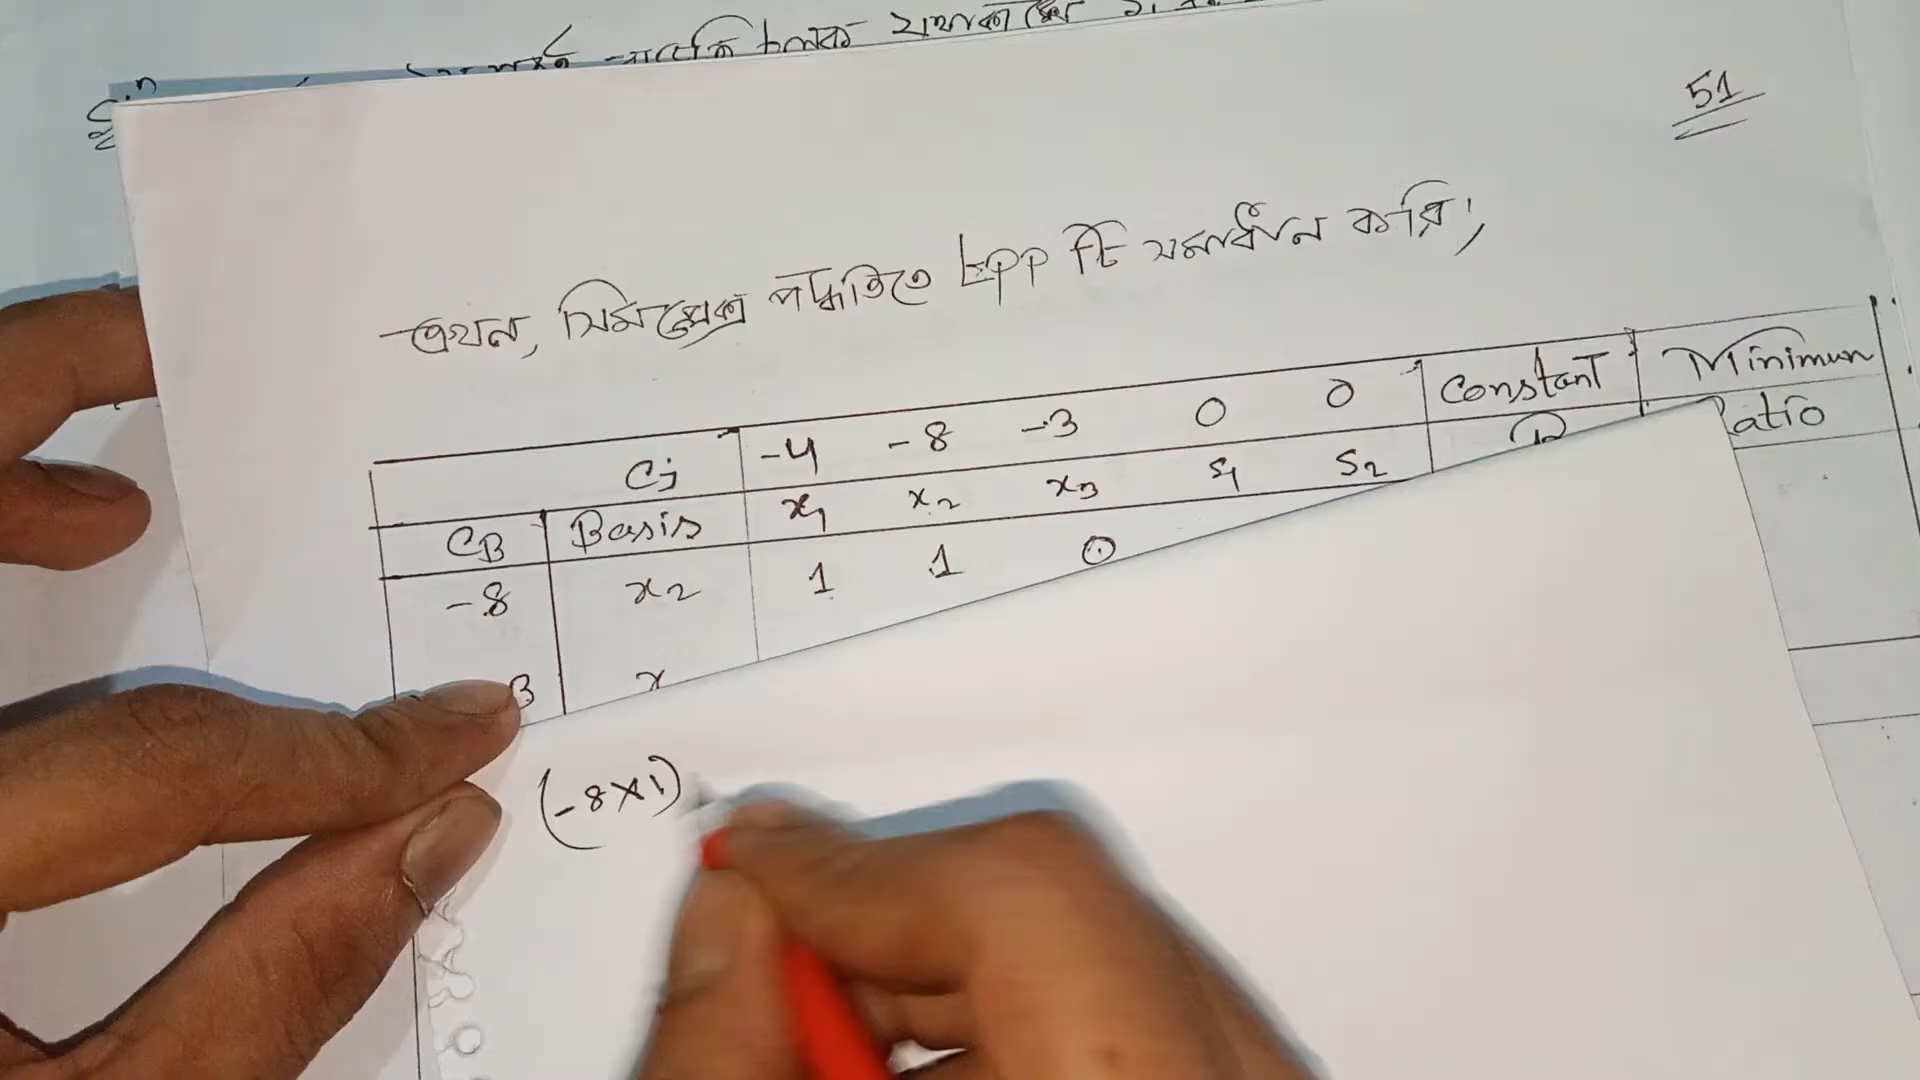 51
এখন, সিমপ্লেক্স পদ্ধতিতে LPP টি সমাধান করি;
Cj -4 -8 -3 0 0 Constant Minimum
CB Basis x1 x2 x3 S1 S2 Ratio
-8 x2 1 1 0
3 x
(-8×1)